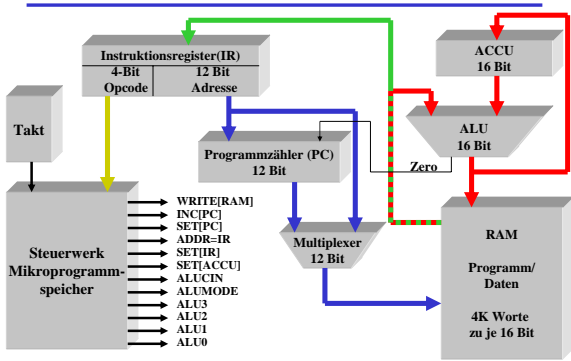 Instruktionsregister(IR)
4-Bit
Opcode
12 Bit
Adresse
ACCU
16 Bit
Takt
Programmzähler (PC)
12 Bit
ALU
16 Bit
Zero
Steuerwerk
Mikroprogramm-
speicher
WRITE[RAM]
INC[PC]
SET[PC]
ADDR=IR
SET[IR]
SET[ACCU]
ALUCIN
ALUMODE
ALU3
ALU2
ALU1
ALU0
Multiplexer
12 Bit
RAM
Programm/
Daten
4K Worte
zu je 16 Bit